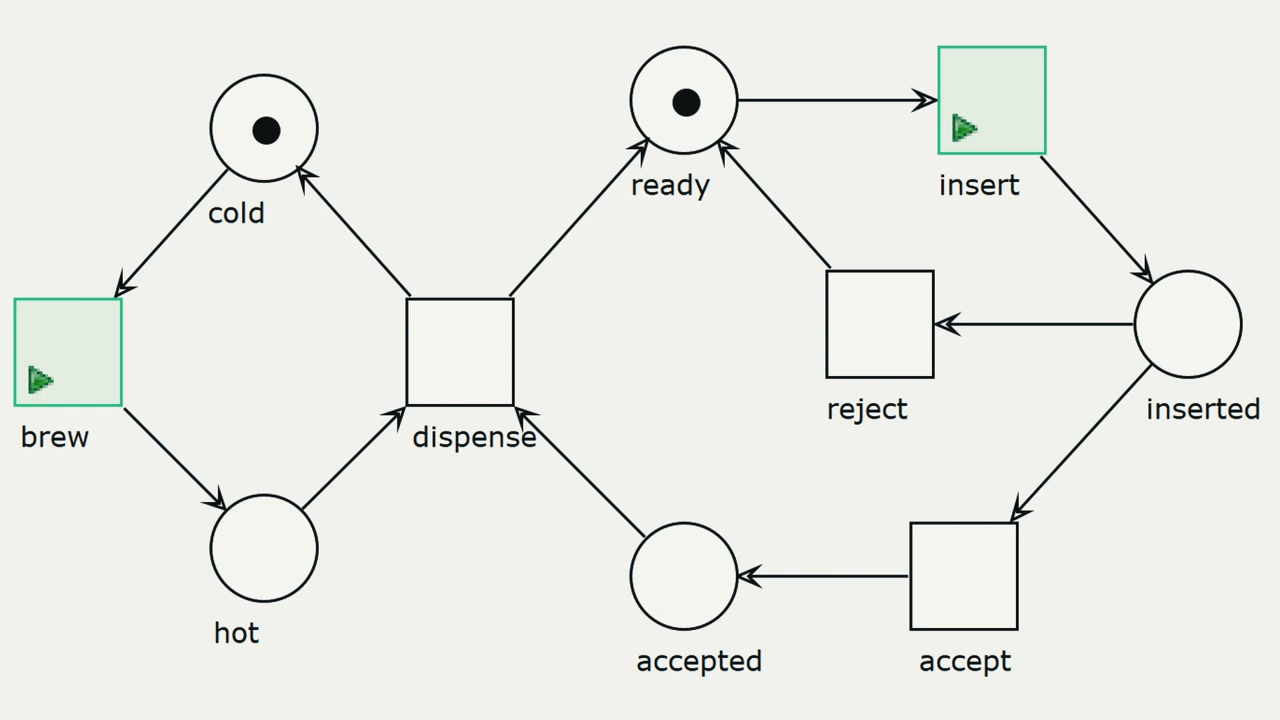 ready
insert
cold
reject
inserted
brew
dispense
hot
accepted
accept